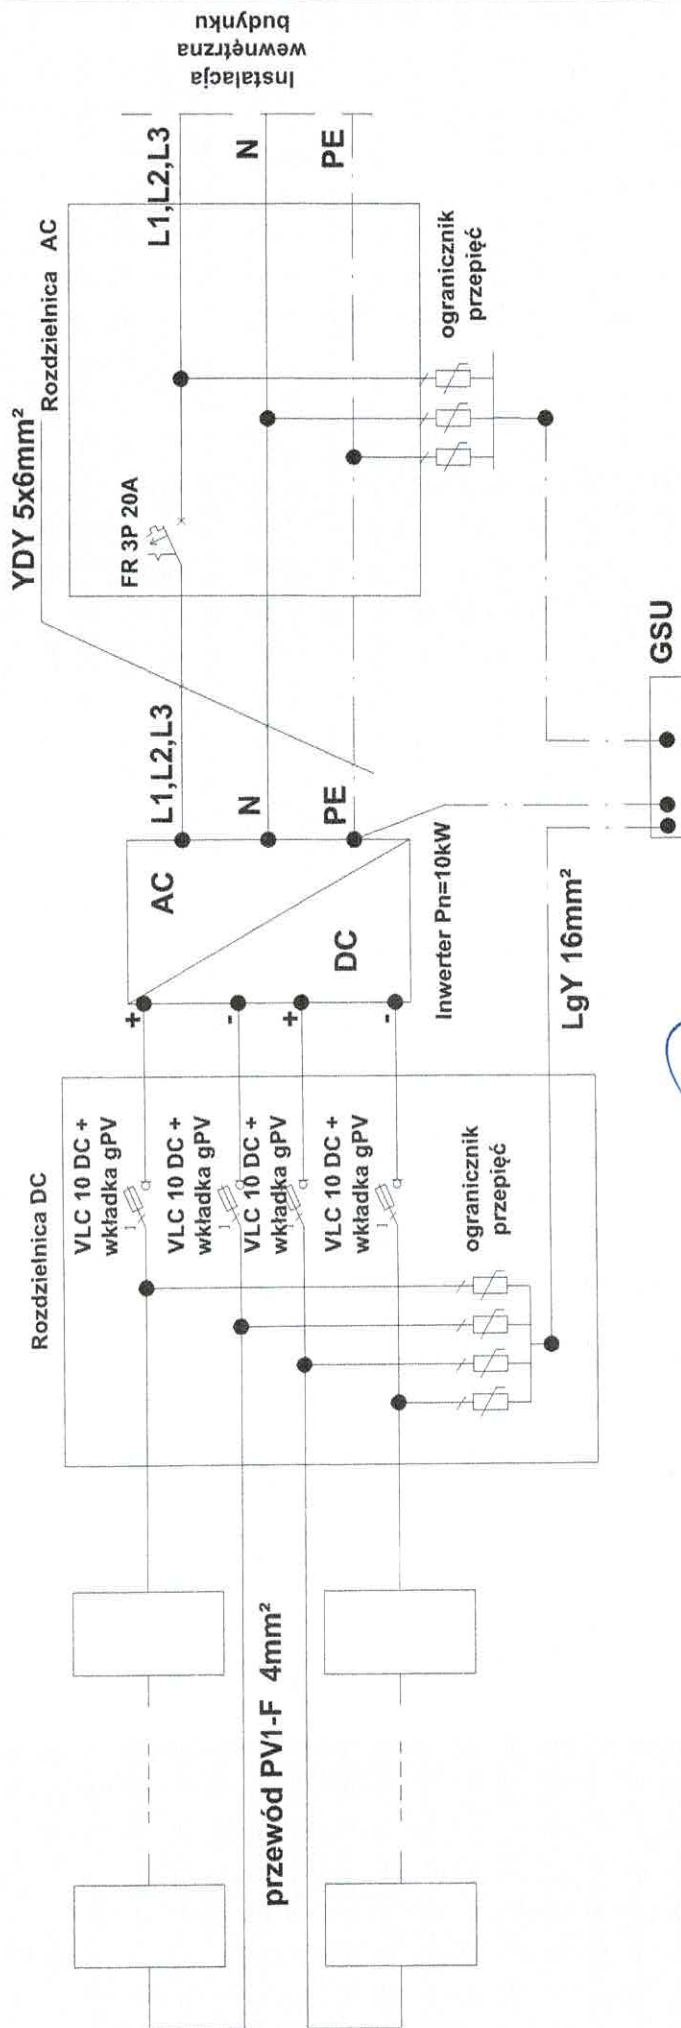 Instalacja
wewnętrzna
budynku
YDY 5x6mm²
Rozdzielnica AC
L1,L2,L3
N
PE
FR 3P 20A
ogranicznik
przepięć
L1,L2,L3
N
PE
AC
DC
Inwerter Pn=10kW
GSU
LgY 16mm²
+
-
+
-
Rozdzielnica DC
VLC 10 DC +
wkładka gPV
VLC 10 DC +
wkładka gPV
VLC 10 DC +
wkładka gPV
VLC 10 DC +
wkładka gPV
ogranicznik
przepięć
przewód PV1-F 4mm²